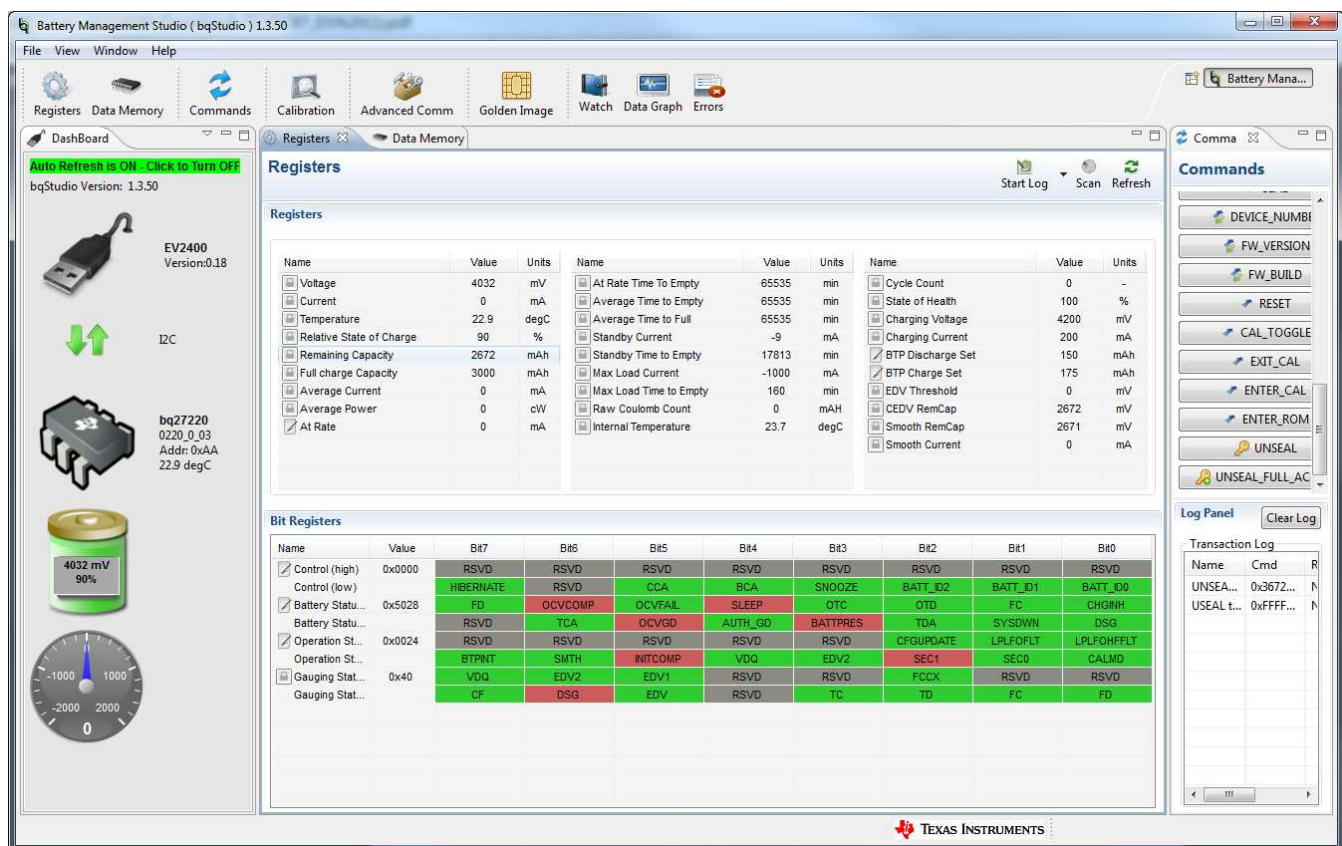 Battery Management Studio ( bqStudio ) 1.3.50
File View Window Help
Registers Data Memory Commands Calibration Advanced Comm Golden Image Watch Data Graph Errors
Battery Mana...
DashBoard
Auto Refresh is ON - Click to Turn OFF
bqStudio Version: 1.3.50
EV2400
Version:0.18
I2C
bq27220
0220_0_03
Addr: 0xAA
22.9 degC
4032 mV
90%
-1000 1000
-2000 2000
0
Registers Data Memory
Registers
Start Log Scan Refresh
Registers
Name Value Units Name Value Units Name Value Units
Voltage 4032 mV At Rate Time To Empty 65535 min Cycle Count 0 -
Current 0 mA Average Time to Empty 65535 min State of Health 100 %
Temperature 22.9 degC Average Time to Full 65535 min Charging Voltage 4200 mV
Relative State of Charge 90 % Standby Current -9 mA Charging Current 200 mA
Remaining Capacity 2672 mAh Standby Time to Empty 17813 min BTP Discharge Set 150 mAh
Full charge Capacity 3000 mAh Max Load Current -1000 mA BTP Charge Set 175 mAh
Average Current 0 mA Max Load Time to Empty 160 min EDV Threshold 0 mV
Average Power 0 cW Raw Coulomb Count 0 mAH CEDV RemCap 2672 mV
At Rate 0 mA Internal Temperature 23.7 degC Smooth RemCap 2671 mV
Smooth Current 0 mA
Bit Registers
Name Value Bit7 Bit6 Bit5 Bit4 Bit3 Bit2 Bit1 Bit0
Control (high) 0x0000 RSVD RSVD RSVD RSVD RSVD RSVD RSVD RSVD
Control (low) HIBERNATE RSVD CCA BCA SNOOZE BATT_ID2 BATT_ID1 BATT_ID0
Battery Statu... 0x5028 FD OCVCOMP OCVFAIL SLEEP OTC OTD FC CHGINH
Battery Statu... RSVD TCA OCVGD AUTH_GD BATTPRES TDA SYSDWN DSG
Operation St... 0x0024 RSVD RSVD RSVD RSVD RSVD CFGUPDATE LPLFOFLT LPLFOHFFLT
Operation St... BTPINT SMTH INITCOMP VDQ EDV2 SEC1 SEC0 CALMD
Gauging Stat... 0x40 VDQ EDV2 EDV1 RSVD RSVD FCCX RSVD RSVD
Gauging Stat... CF DSG EDV RSVD TC TD FC FD
Comma
Commands
DEVICE_NUMBE
FW_VERSION
FW_BUILD
RESET
CAL_TOGGLE
EXIT_CAL
ENTER_CAL
ENTER_ROM
UNSEAL
UNSEAL_FULL_AC
Log Panel Clear Log
Transaction Log
Name Cmd R
UNSEA... 0x3672... N
USEAL t... 0xFFFF... N
TEXAS INSTRUMENTS